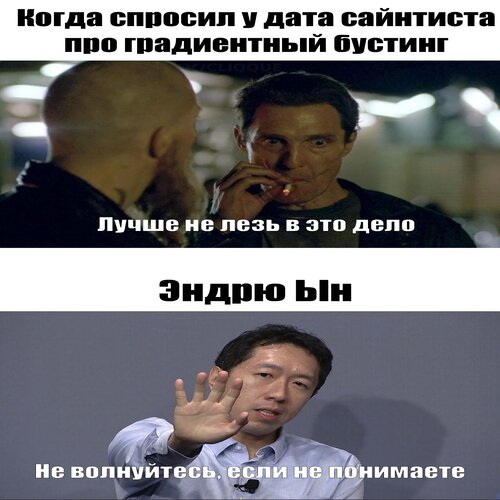 Когда спросил у дата сайнтиста
про градиентный бустинг
Лучше не лезь в это дело
Эндрю Ын
Не волнуйтесь, если не понимаете